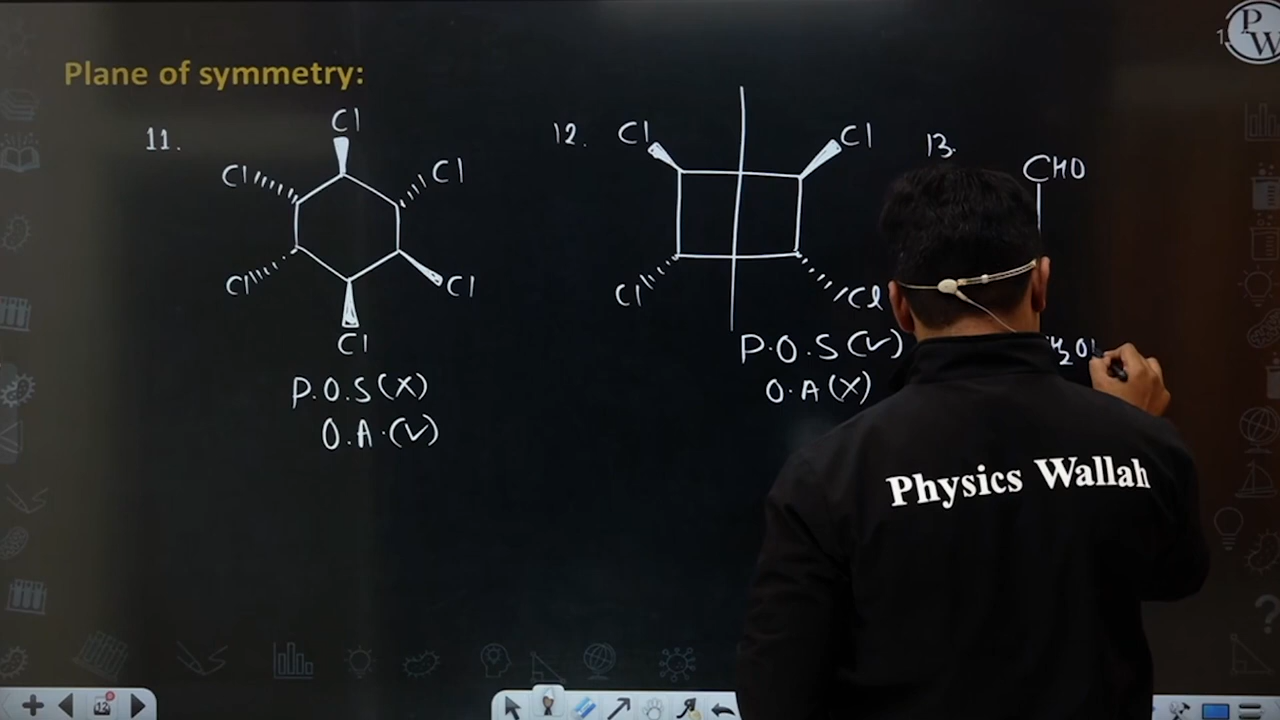 Plane of symmetry:
11.
Cl
Cl
Cl
Cl
Cl
Cl
P.O.S (X)
O.A. (✓)
12.
Cl
Cl
Cl
Cl
P.O.S (✓)
O.A (X)
13.
CHO
Physics Wallah
PW
12